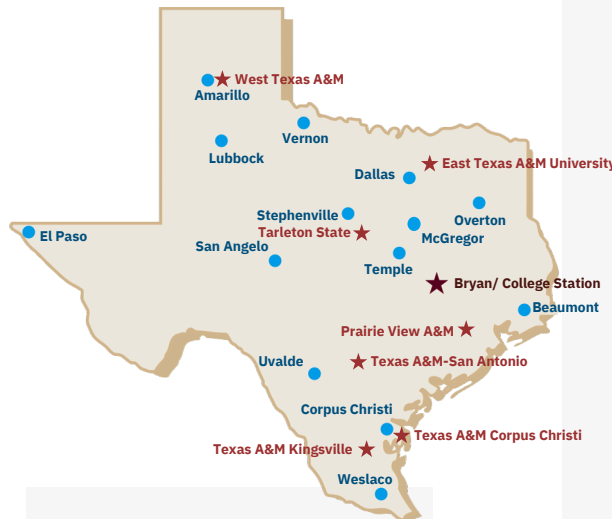 West Texas A&M
Amarillo
Vernon
Lubbock
East Texas A&M University
Dallas
Stephenville
Overton
Tarleton State
McGregor
El Paso
San Angelo
Temple
Bryan/ College Station
Beaumont
Prairie View A&M
Uvalde
Texas A&M-San Antonio
Corpus Christi
Texas A&M Corpus Christi
Texas A&M Kingsville
Weslaco